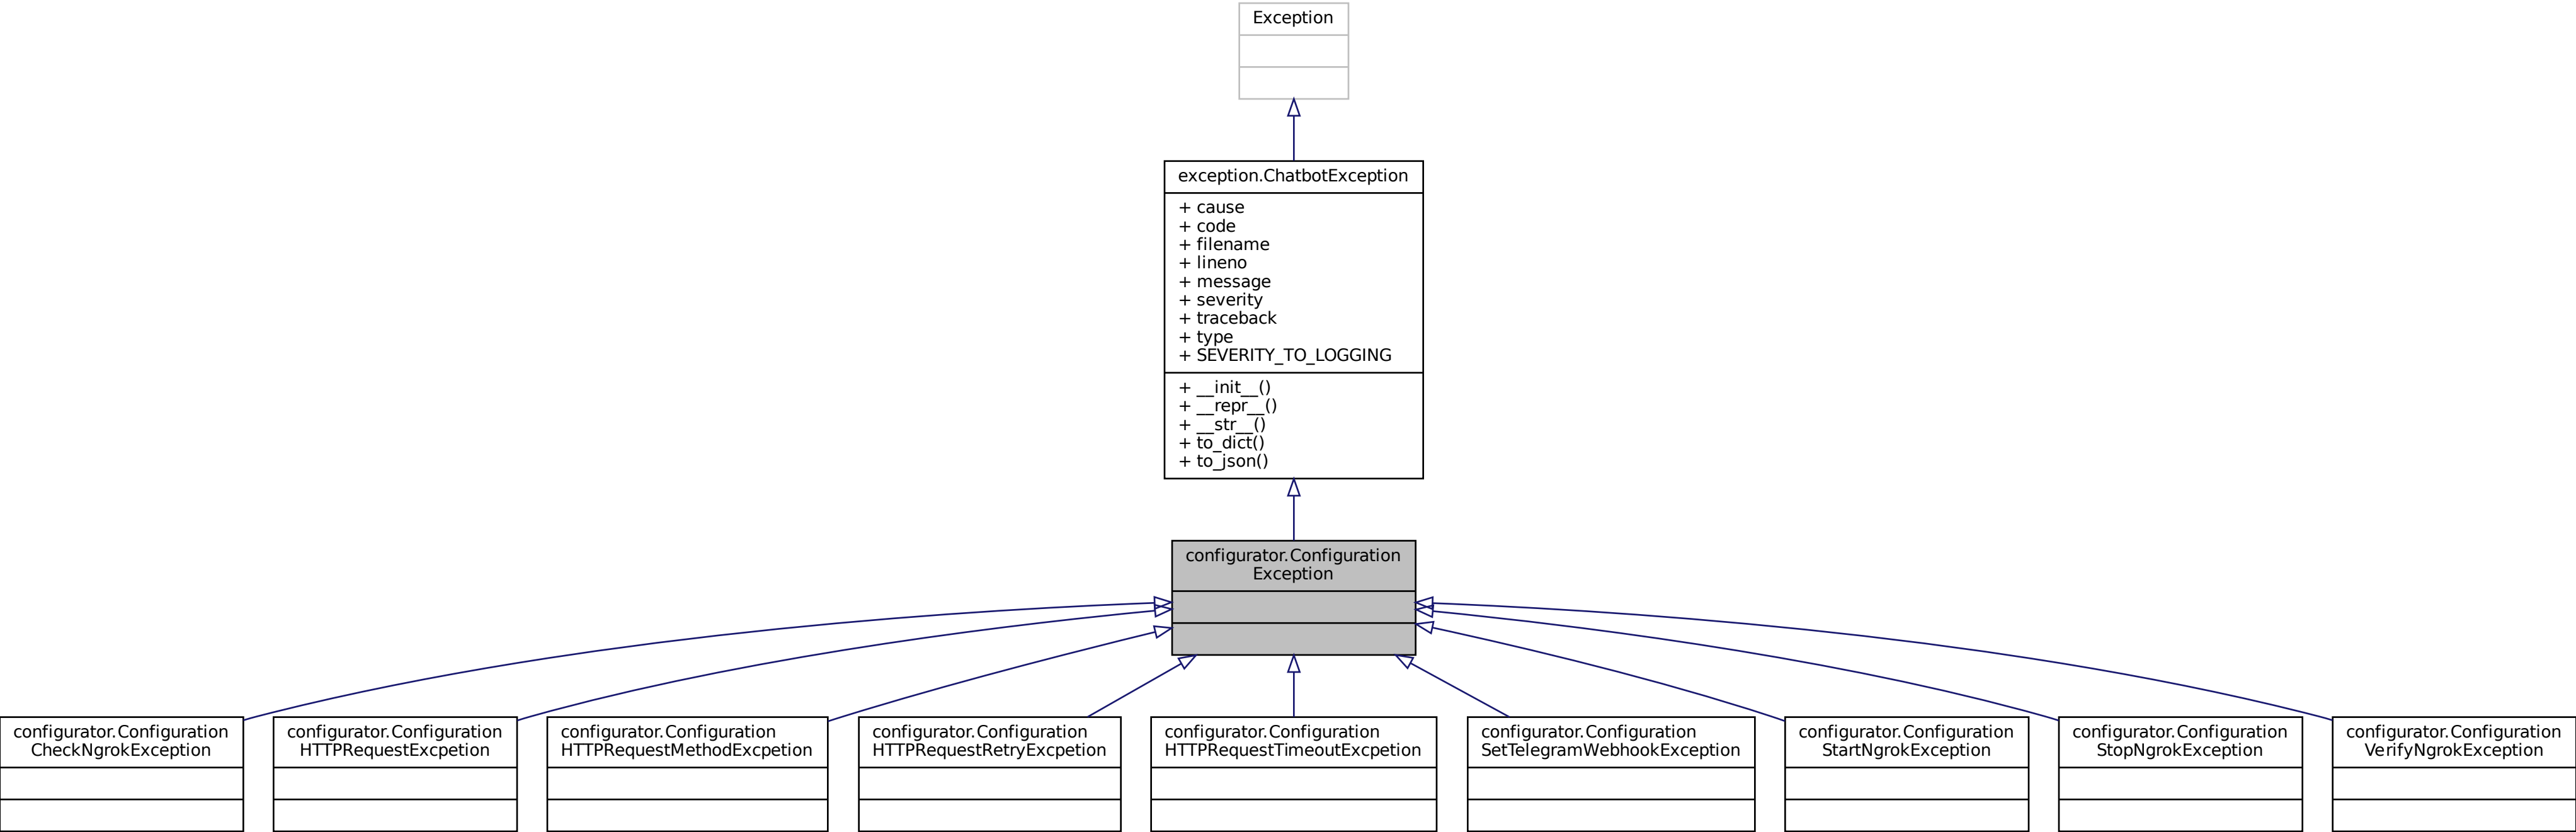 Exception
exception.ChatbotException
+ cause
+ code
+ filename
+ lineno
+ message
+ severity
+ traceback
+ type
+ SEVERITY_TO_LOGGING
+ __init__()
+ __repr__()
+ __str__()
+ to_dict()
+ to_json()
configurator.Configuration
Exception
configurator.Configuration
CheckNgrokException
configurator.Configuration
HTTPRequestExcpetion
configurator.Configuration
HTTPRequestMethodExcpetion
configurator.Configuration
HTTPRequestRetryExcpetion
configurator.Configuration
HTTPRequestTimeoutExcpetion
configurator.Configuration
SetTelegramWebhookException
configurator.Configuration
StartNgrokException
configurator.Configuration
StopNgrokException
configurator.Configuration
VerifyNgrokException